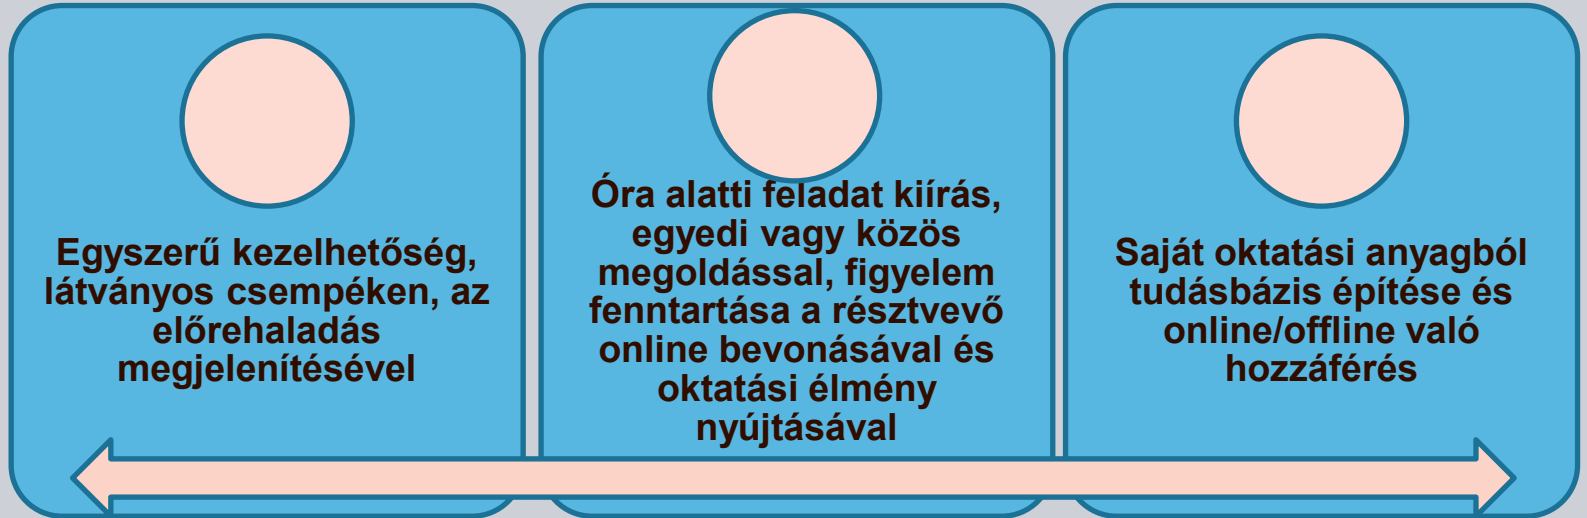 Egyszerű kezelhetőség,
látványos csempéken, az
előrehaladás
megjelenítésével
Óra alatti feladat kiírás,
egyedi vagy közös
megoldással, figyelem
fenntartása a résztvevő
online bevonásával és
oktatási élmény
nyújtásával
Saját oktatási anyagból
tudásbázis építése és
online/offline való
hozzáférés